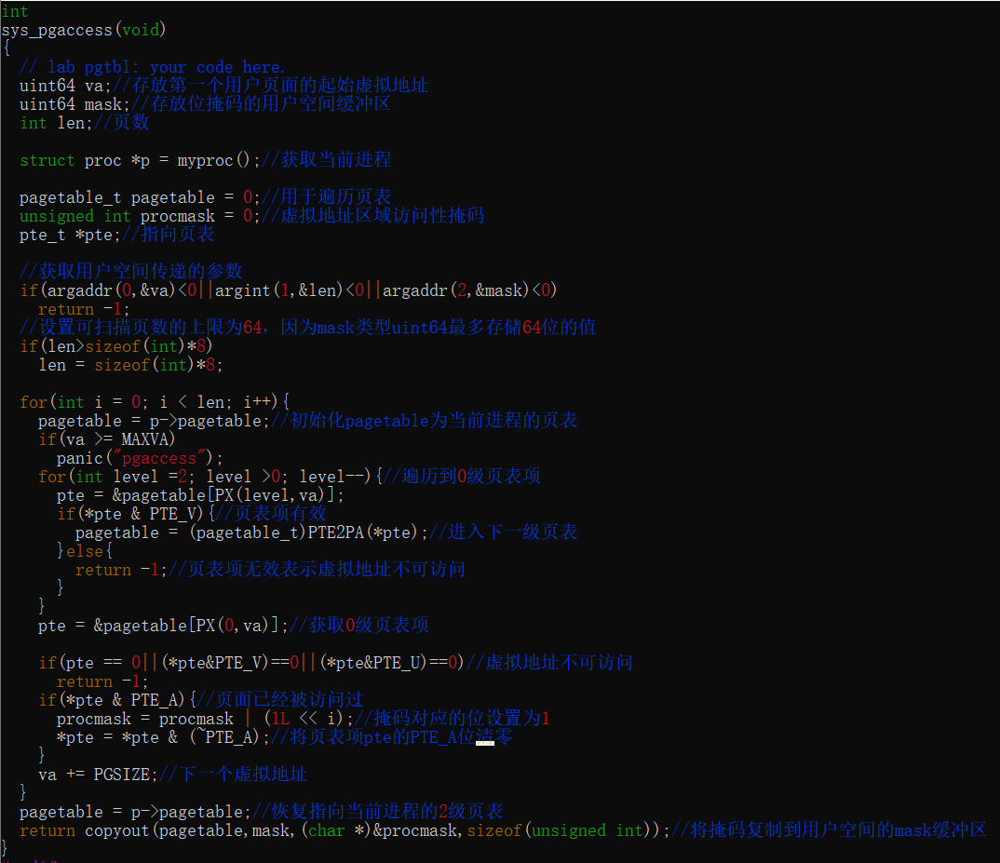 int
sys_pgaccess(void)
{
  // lab pgtbl: your code here.
  uint64 va;//存放第一个用户页面的起始虚拟地址
  uint64 mask;//存放位掩码的用户空间缓冲区
  int len;//页数

  struct proc *p = myproc();//获取当前进程

  pagetable_t pagetable = 0;//用于遍历页表
  unsigned int procmask = 0;//虚拟地址区域访问性掩码
  pte_t *pte;//指向页表

  //获取用户空间传递的参数
  if(argaddr(0,&va)<0||argint(1,&len)<0||argaddr(2,&mask)<0)
    return -1;
  //设置可扫描页数的上限为64，因为mask类型uint64最多存储64位的值
  if(len>sizeof(int)*8)
    len = sizeof(int)*8;

  for(int i = 0; i < len; i++){
    pagetable = p->pagetable;//初始化pagetable为当前进程的页表
    if(va >= MAXVA)
      panic("pgaccess");
    for(int level =2; level >0; level--){//遍历到0级页表项
      pte = &pagetable[PX(level,va)];
      if(*pte & PTE_V){//页表项有效
        pagetable = (pagetable_t)PTE2PA(*pte);//进入下一级页表
      }else{
        return -1;//页表项无效表示虚拟地址不可访问
      }
    }
    pte = &pagetable[PX(0,va)];//获取0级页表项

    if(pte == 0||(*pte&PTE_V)==0||(*pte&PTE_U)==0)//虚拟地址不可访问
      return -1;
    if(*pte & PTE_A){//页面已经被访问过
      procmask = procmask | (1L << i);//掩码对应的位设置为1
      *pte = *pte & (~PTE_A);//将页表项pte的PTE_A位清零
    }
    va += PGSIZE;//下一个虚拟地址
  }
  pagetable = p->pagetable;//恢复指向当前进程的2级页表
  return copyout(pagetable,mask,(char *)&procmask,sizeof(unsigned int));//将掩码复制到用户空间的mask缓冲区
}